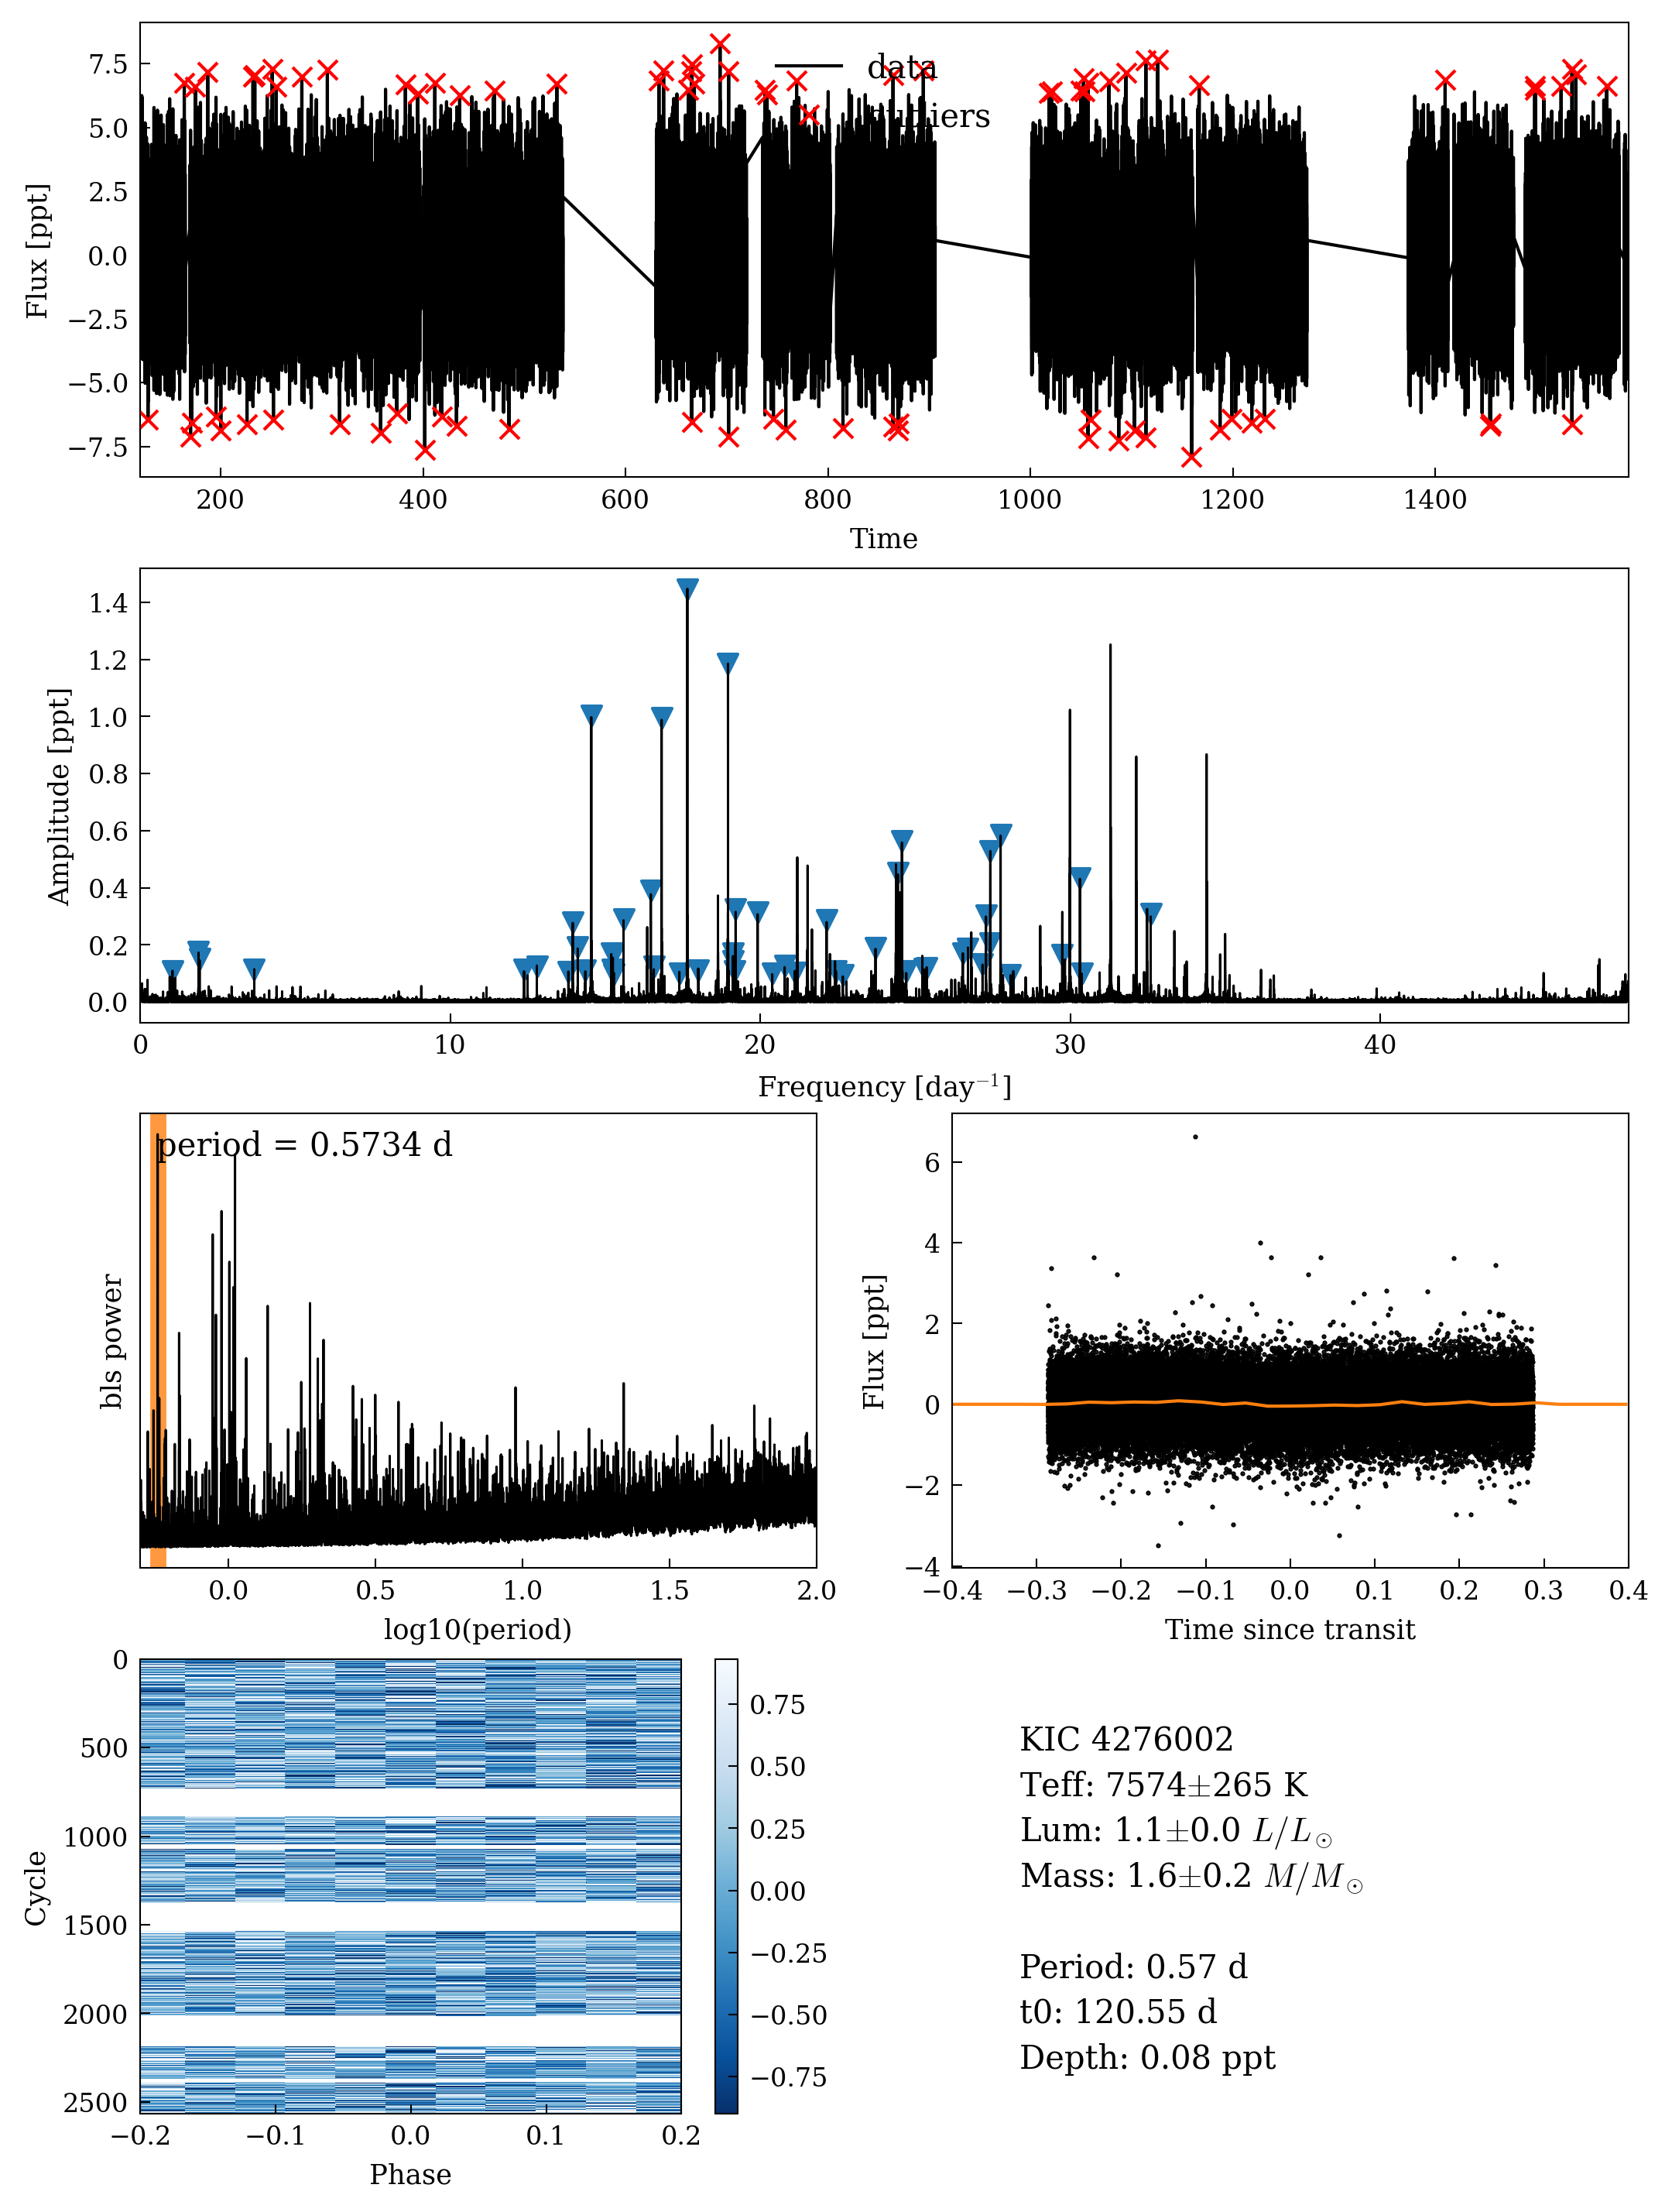 7.5
5.0
2.5
0.0
−2.5
−5.0
−7.5
Flux [ppt]
data
outliers
200 400 600 800 1000 1200 1400
Time
1.4
1.2
1.0
0.8
0.6
0.4
0.2
0.0
Amplitude [ppt]
0 10 20 30 40
Frequency [day⁻¹]
period = 0.5734 d
bls power
0.0 0.5 1.0 1.5 2.0
log10(period)
6
4
2
0
−2
−4
Flux [ppt]
−0.4 −0.3 −0.2 −0.1 0.0 0.1 0.2 0.3 0.4
Time since transit
0
500
1000
1500
2000
2500
Cycle
−0.2 −0.1 0.0 0.1 0.2
Phase
0.75
0.50
0.25
0.00
−0.25
−0.50
−0.75
KIC 4276002
Teff: 7574±265 K
Lum: 1.1±0.0 L/L⊙
Mass: 1.6±0.2 M/M⊙
Period: 0.57 d
t0: 120.55 d
Depth: 0.08 ppt